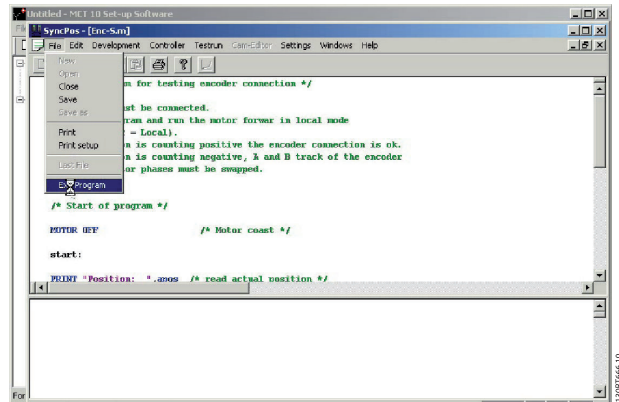 Untitled - MCT 10 Set-up Software
SyncPos - [Enc-S.m]
File Edit Development Controller Testrun Cam-Editor Settings Windows Help
New
Open
Close
Save
Save as
Print
Print setup
Last File
Program
m for testing encoder connection */
st be connected.
ram and run the motor forwar in local mode
= Local).
n is counting positive the encoder connection is ok.
n is counting negative, A and B track of the encoder
or phases must be swapped.
/* Start of program */
MOTOR OFF /* Motor coast */
start:
PRINT "Position: ",apos /* read actual position */
For
130BT666.10